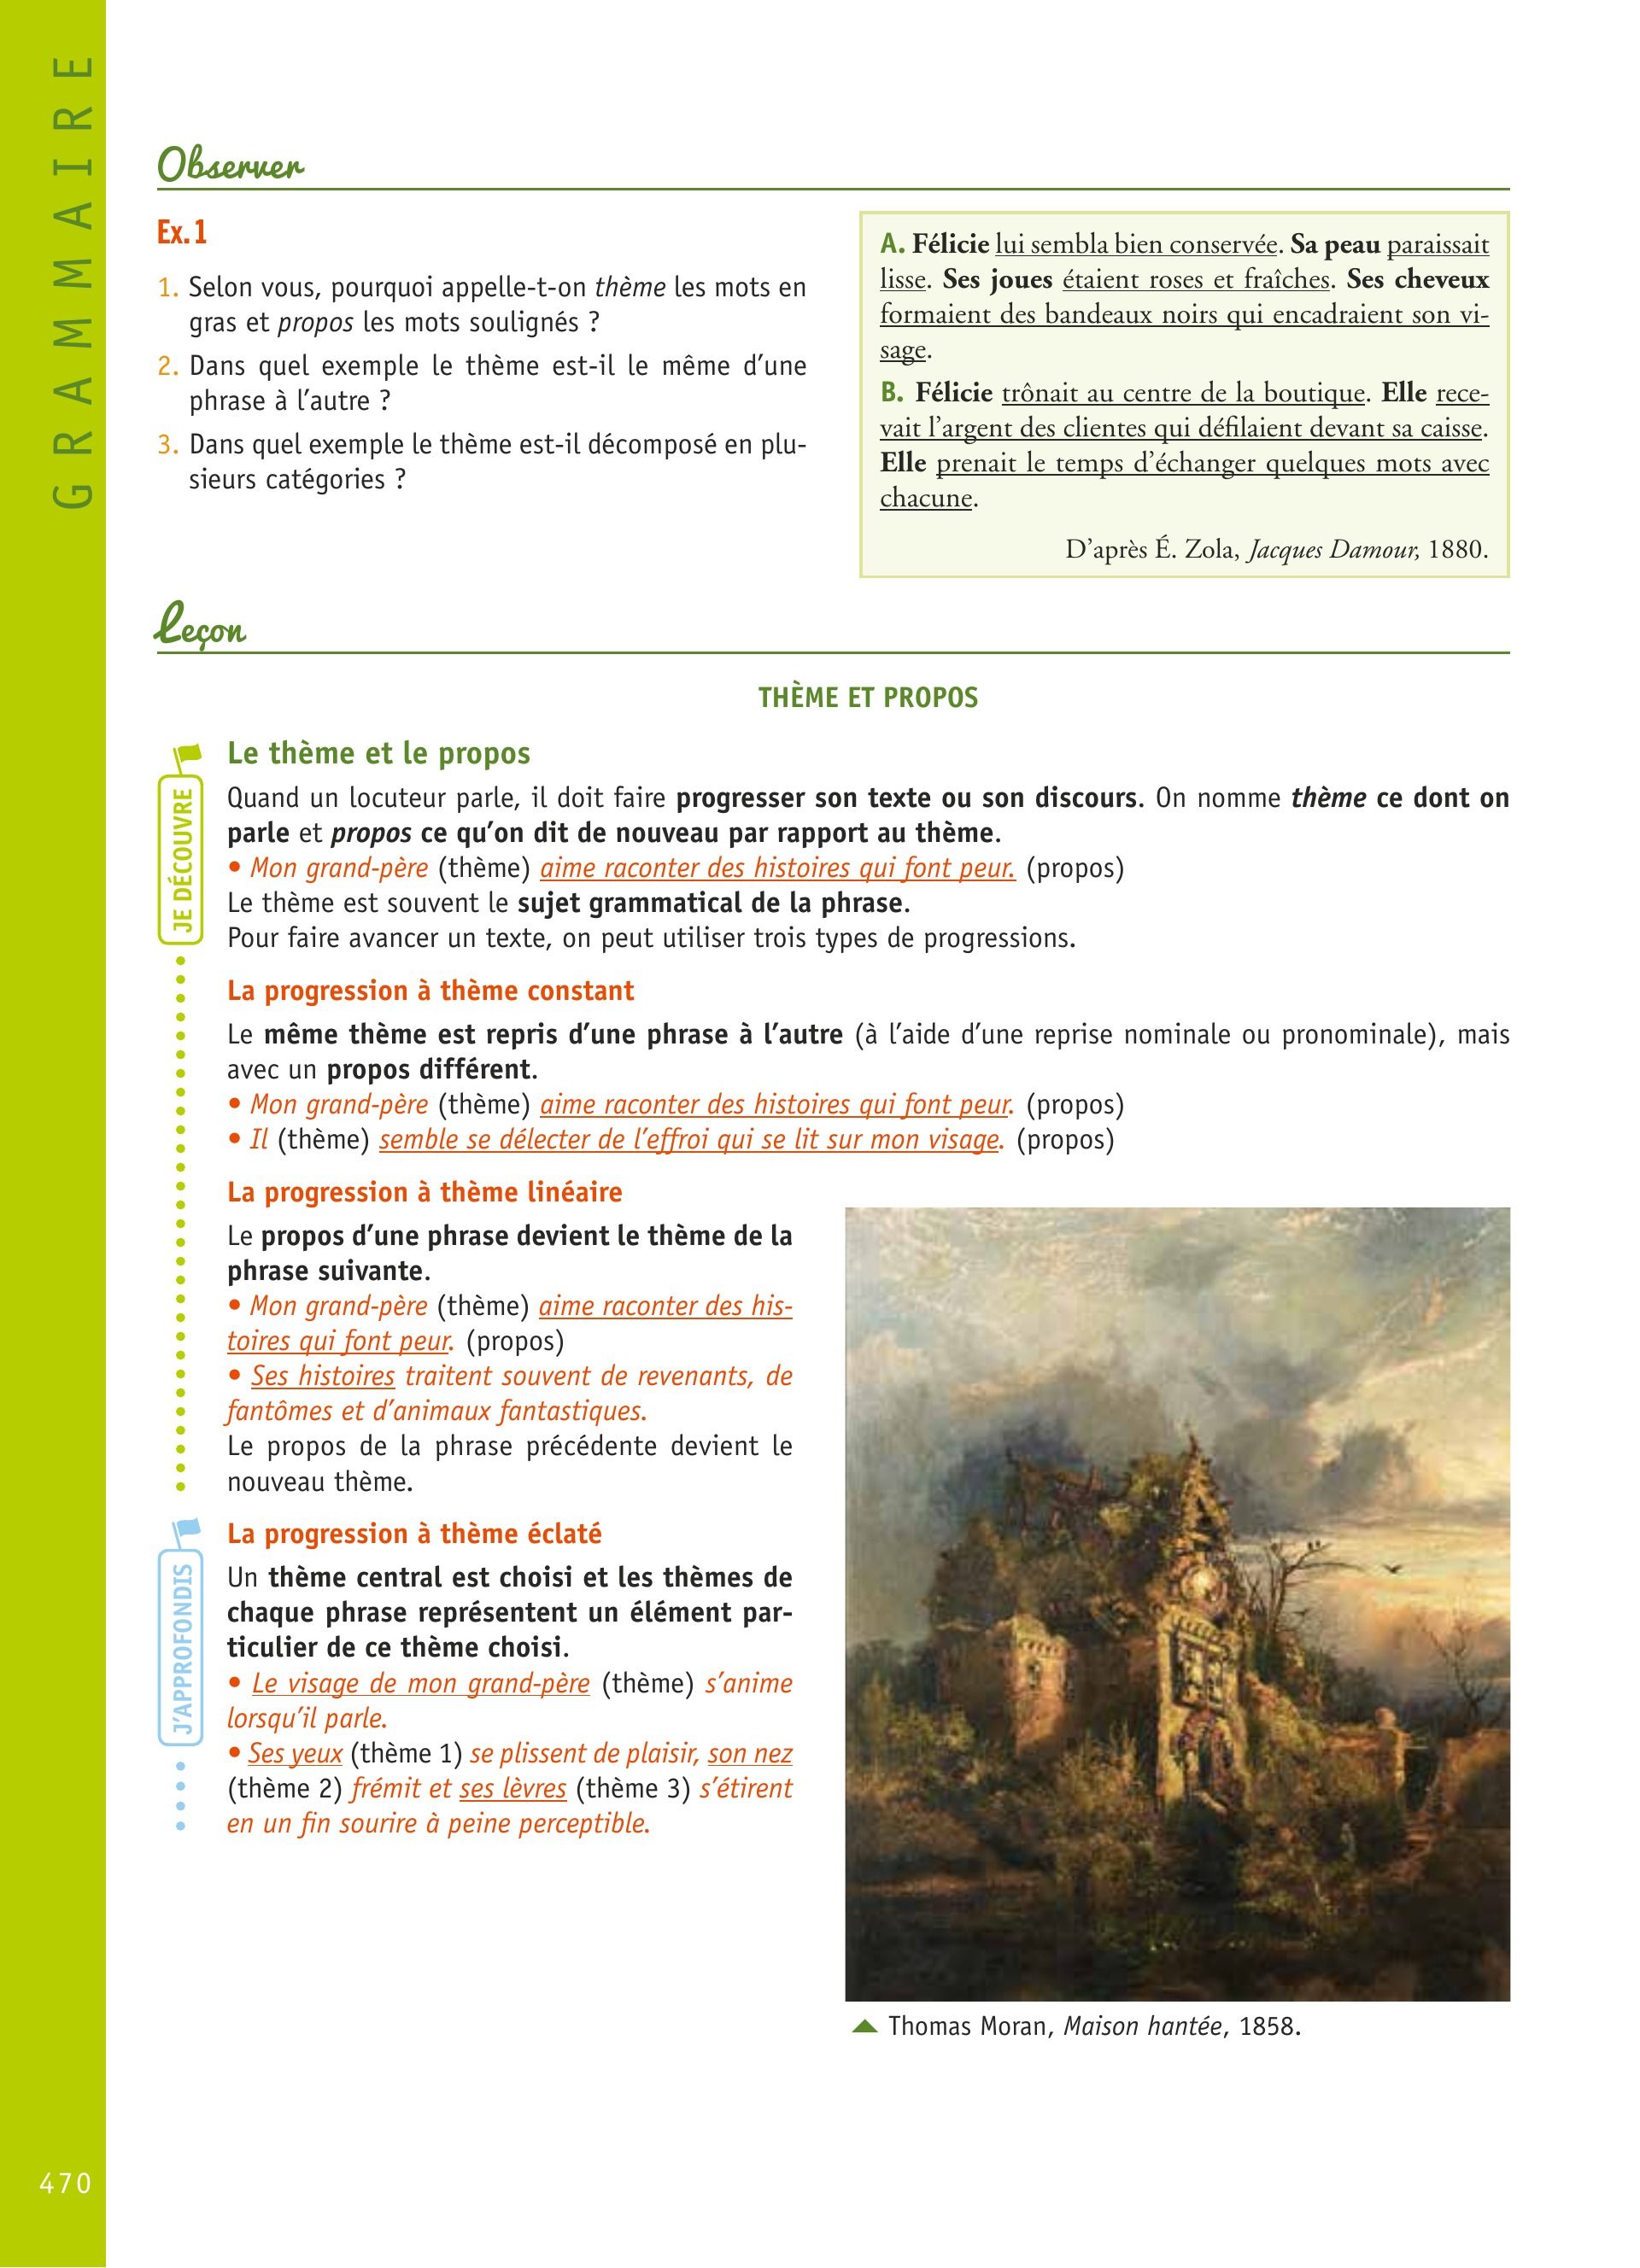 GRAMMAIRE
Observer
Ex. 1
1. Selon vous, pourquoi appelle-t-on thème les mots en
gras et propos les mots soulignés ?
2. Dans quel exemple le thème est-il le même d’une
phrase à l’autre ?
3. Dans quel exemple le thème est-il décomposé en plu-
sieurs catégories ?
A. Félicie lui sembla bien conservée. Sa peau paraissait
lisse. Ses joues étaient roses et fraîches. Ses cheveux
formaient des bandeaux noirs qui encadraient son vi-
sage.
B. Félicie trônait au centre de la boutique. Elle rece-
vait l’argent des clientes qui défilaient devant sa caisse.
Elle prenait le temps d’échanger quelques mots avec
chacune.
D’après É. Zola, Jacques Damour, 1880.
Leçon
THÈME ET PROPOS
JE DÉCOUVRE
Le thème et le propos
Quand un locuteur parle, il doit faire progresser son texte ou son discours. On nomme thème ce dont on
parle et propos ce qu’on dit de nouveau par rapport au thème.
• Mon grand-père (thème) aime raconter des histoires qui font peur. (propos)
Le thème est souvent le sujet grammatical de la phrase.
Pour faire avancer un texte, on peut utiliser trois types de progressions.
La progression à thème constant
Le même thème est repris d’une phrase à l’autre (à l’aide d’une reprise nominale ou pronominale), mais
avec un propos différent.
• Mon grand-père (thème) aime raconter des histoires qui font peur. (propos)
• Il (thème) semble se délecter de l’effroi qui se lit sur mon visage. (propos)
La progression à thème linéaire
Le propos d’une phrase devient le thème de la
phrase suivante.
• Mon grand-père (thème) aime raconter des his-
toires qui font peur. (propos)
• Ses histoires traitent souvent de revenants, de
fantômes et d’animaux fantastiques.
Le propos de la phrase précédente devient le
nouveau thème.
J’APPROFONDIS
La progression à thème éclaté
Un thème central est choisi et les thèmes de
chaque phrase représentent un élément par-
ticulier de ce thème choisi.
• Le visage de mon grand-père (thème) s’anime
lorsqu’il parle.
• Ses yeux (thème 1) se plissent de plaisir, son nez
(thème 2) frémit et ses lèvres (thème 3) s’étirent
en un fin sourire à peine perceptible.
Thomas Moran, Maison hantée, 1858.
470